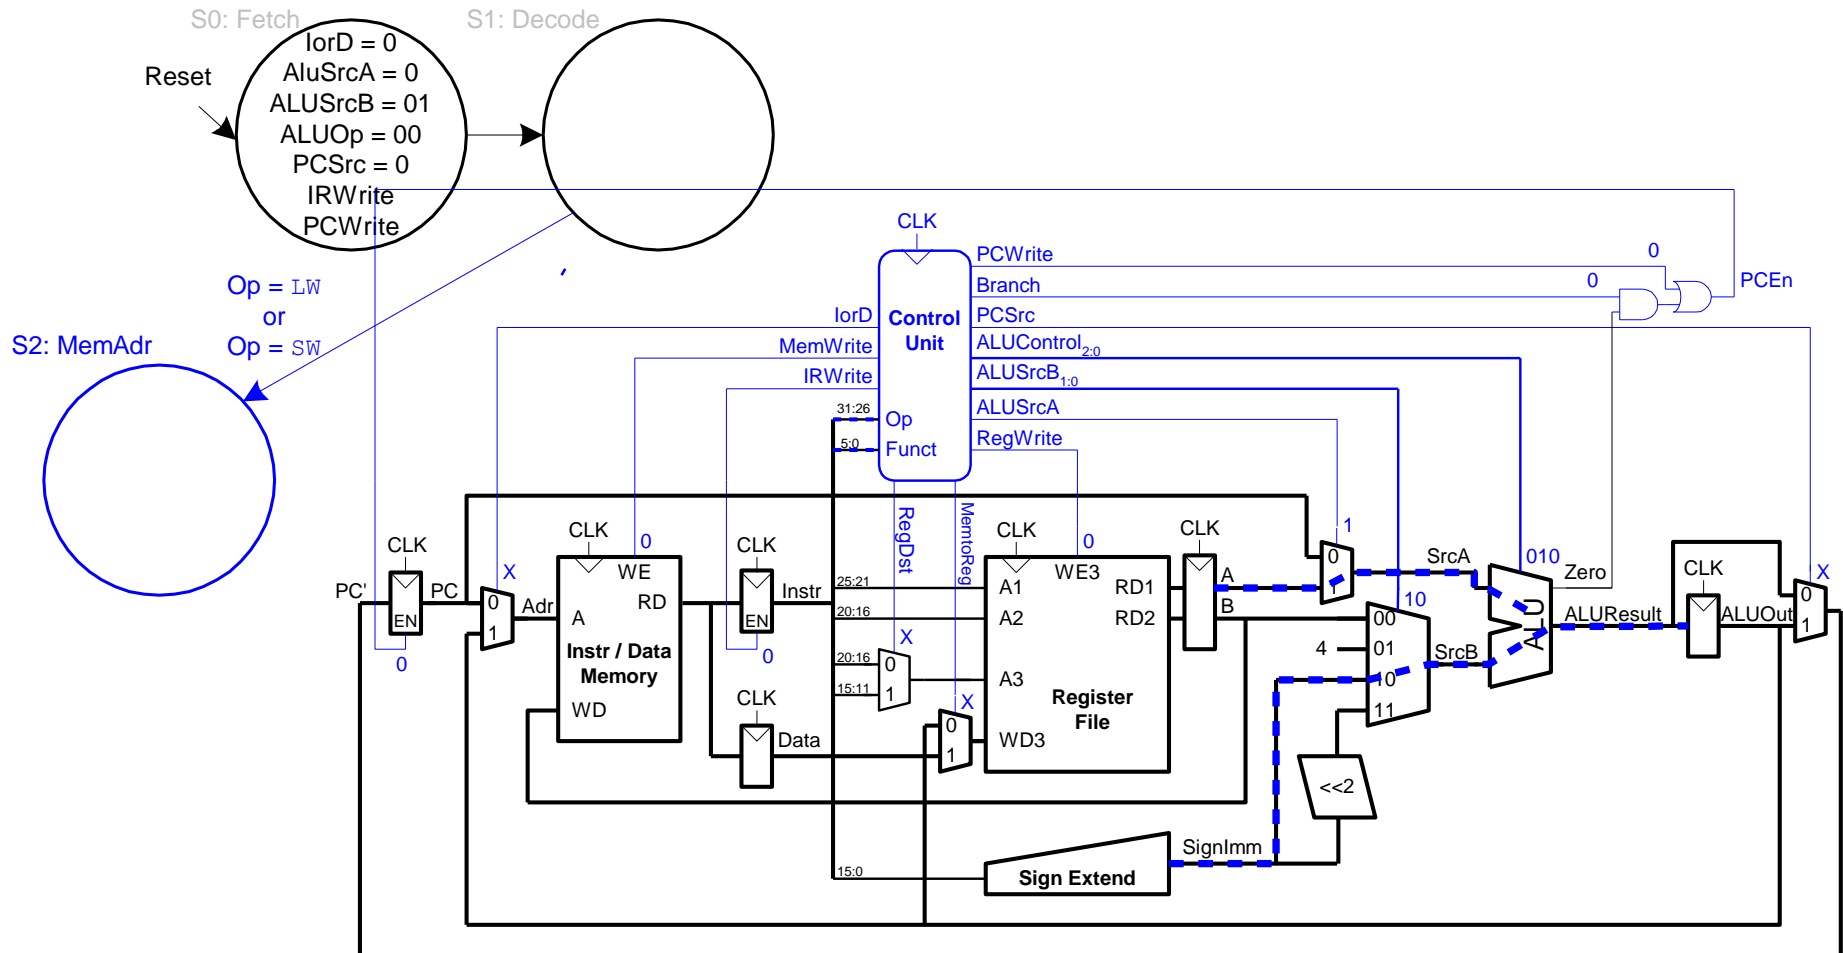 S0: Fetch
S1: Decode
Reset
IorD = 0
AluSrcA = 0
ALUSrcB = 01
ALUOp = 00
PCSrc = 0
IRWrite
PCWrite
Op = LW
or
Op = SW
S2: MemAdr
CLK
PCWrite
Branch
PCSrc
ALUControl2:0
ALUSrcB1:0
ALUSrcA
RegWrite
IorD
MemWrite
IRWrite
Control
Unit
31:26
Op
5:0
Funct
RegDst
MemtoReg
0
0
PCEn
PC'
CLK
EN
0
PC
X
0
1
Adr
CLK
0
WE
A
RD
Instr / Data
Memory
WD
CLK
EN
0
Instr
CLK
Data
25:21
20:16
20:16
15:11
15:0
X
0
1
X
0
1
CLK
0
WE3
A1
RD1
A2
RD2
A3
Register
File
WD3
CLK
A
B
1
0
1
SrcA
10
00
4
01
10
11
SrcB
<<2
SignImm
Sign Extend
010
ALU
Zero
ALUResult
CLK
ALUOut
X
0
1